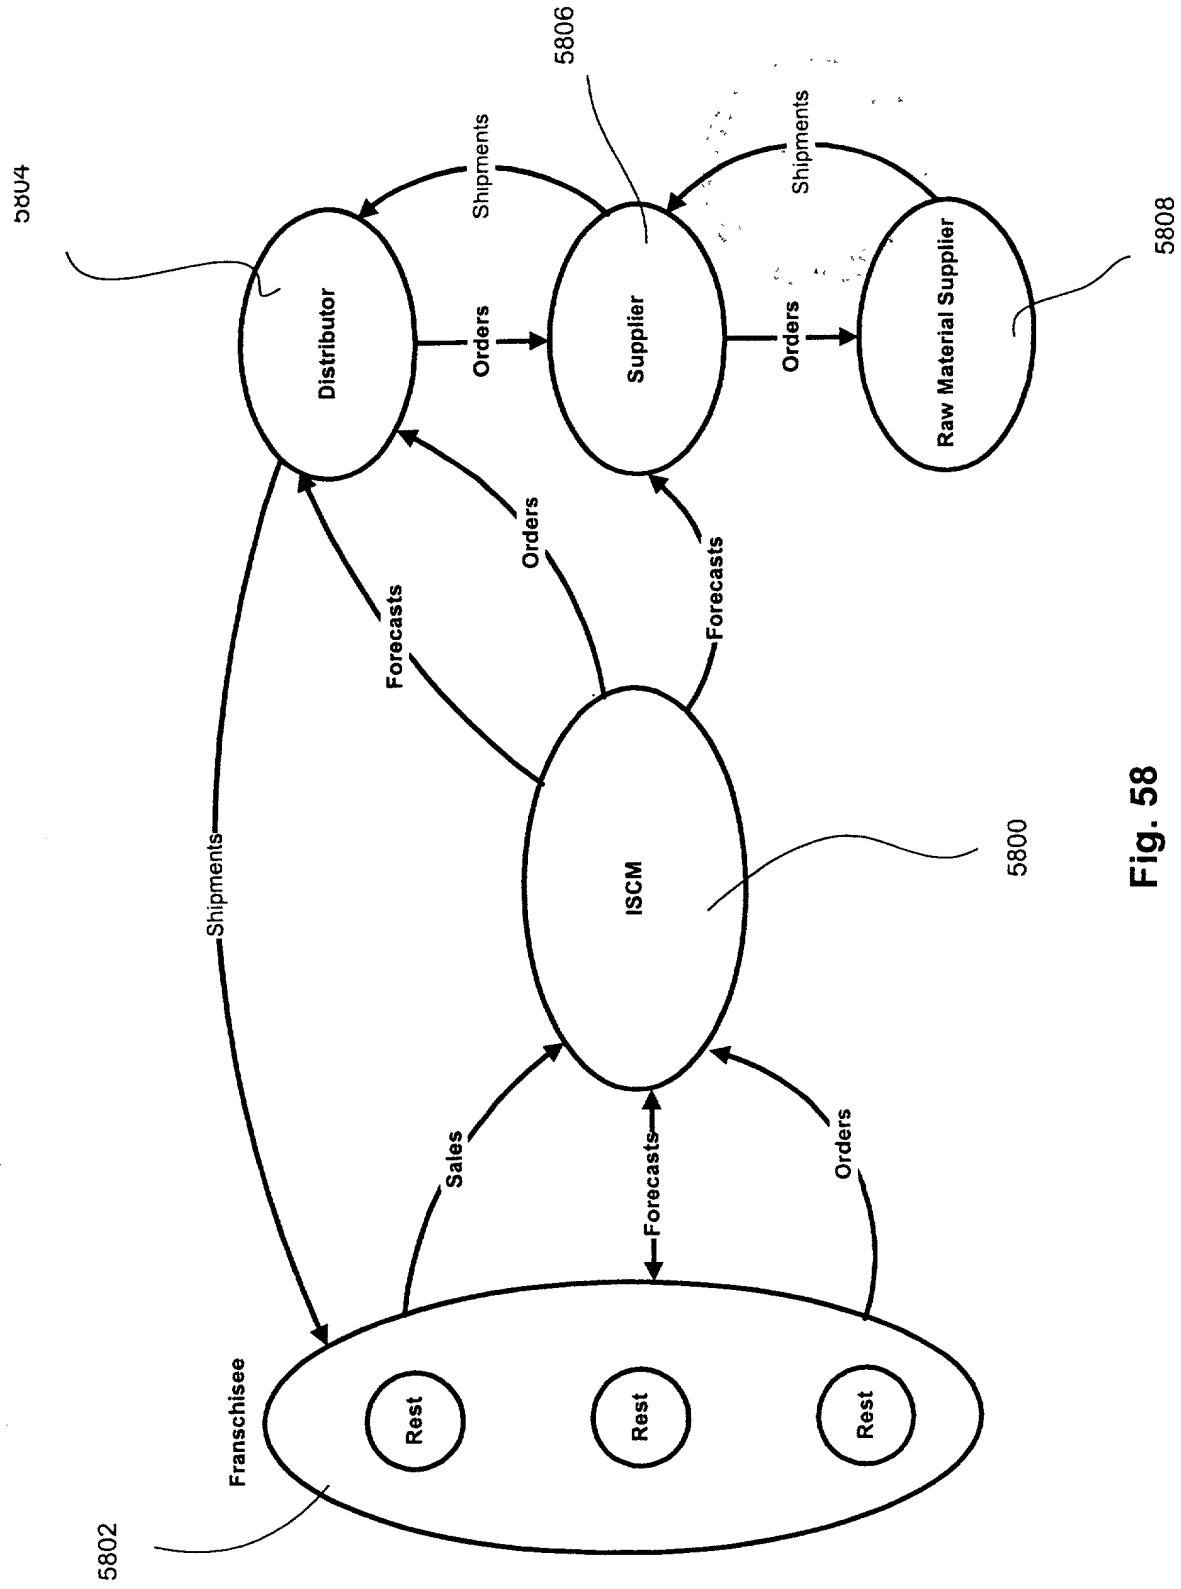 5804
5806
Shipments
Shipments
Distributor
Orders
Supplier
Orders
Raw Material Supplier
5808
Forecasts
Orders
Forecasts
Shipments
ISCM
5800
Sales
Forecasts
Orders
Franschisee
Rest
Rest
Rest
5802
Fig. 58